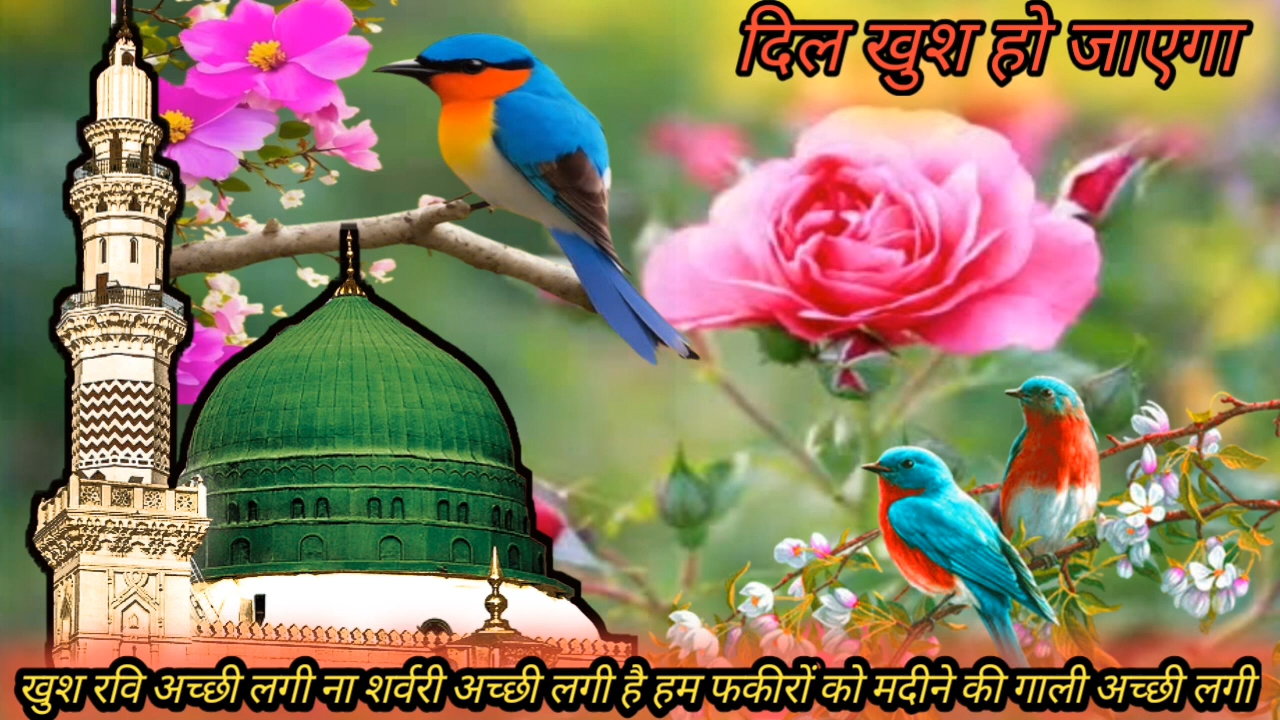 दिल खुश हो जाएगा
खुश रवि अच्छी लगी ना शर्वरी अच्छी लगी है हम फकीरों को मदीने की गाली अच्छी लगी